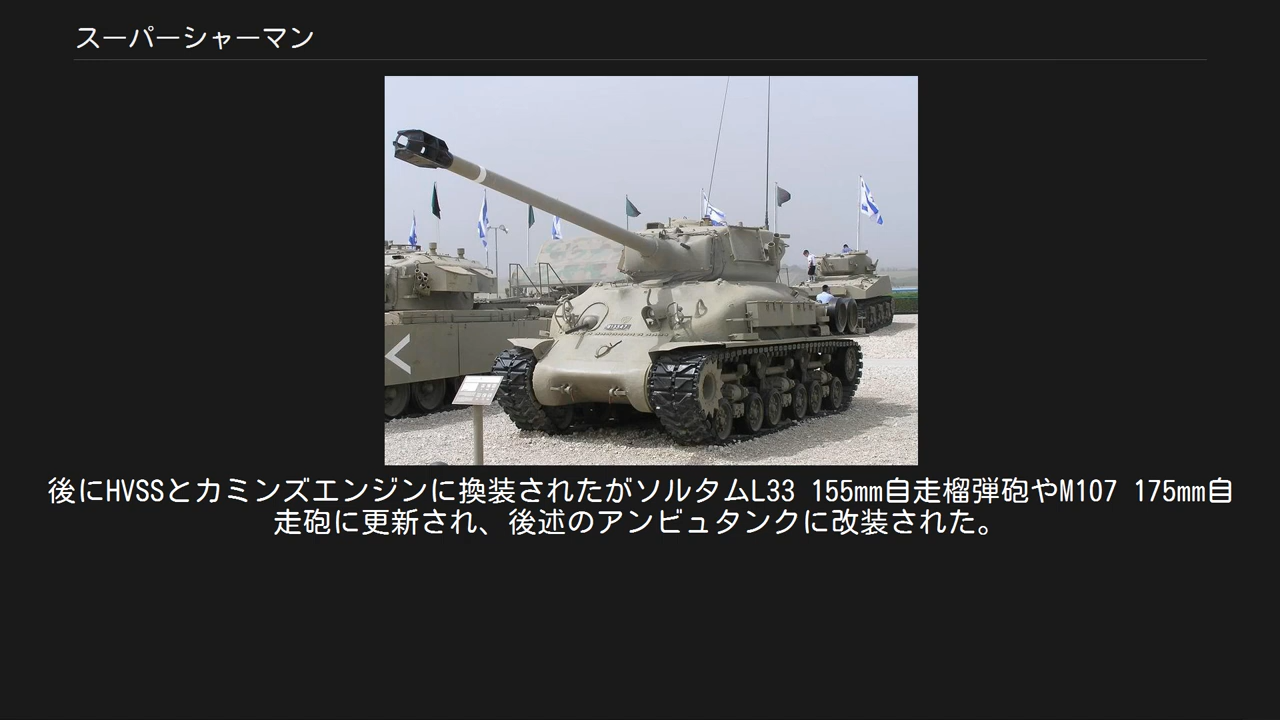 スーパーシャーマン
後にHVSSとカミンズエンジンに換装されたがソルタムL33 155mm自走榴弾砲やM107 175mm自
走砲に更新され、後述のアンビュタンクに改装された。